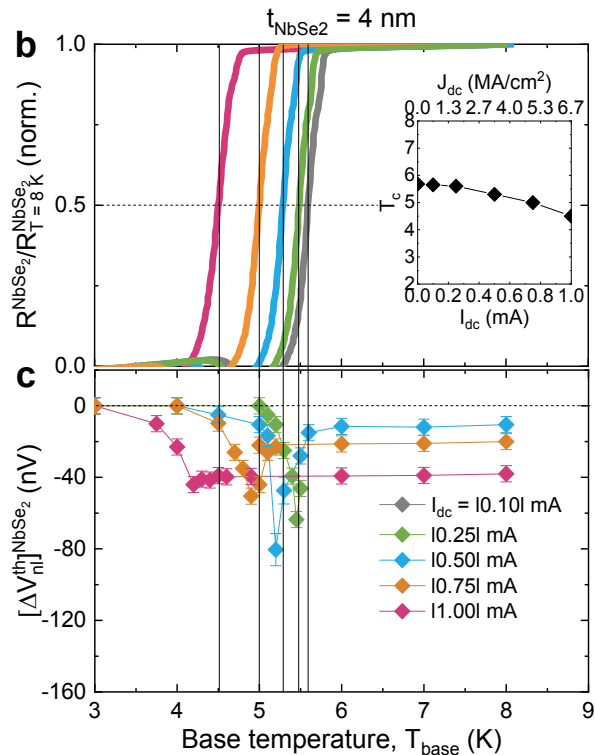 t_NbSe2 = 4 nm
b
R^NbSe₂/R^NbSe₂_T = 8 K (norm.)
1.0
0.5
0.0
J_dc (MA/cm²)
0.0 1.3 2.7 4.0 5.3 6.7
8
7
6
5
4
3
2
T_c
0.0 0.2 0.4 0.6 0.8 1.0
I_dc (mA)
c
[ΔV^th_nl]^NbSe₂ (nV)
0
-40
-80
-120
-160
I_dc = |0.10| mA
|0.25| mA
|0.50| mA
|0.75| mA
|1.00| mA
3 4 5 6 7 8 9
Base temperature, T_base (K)